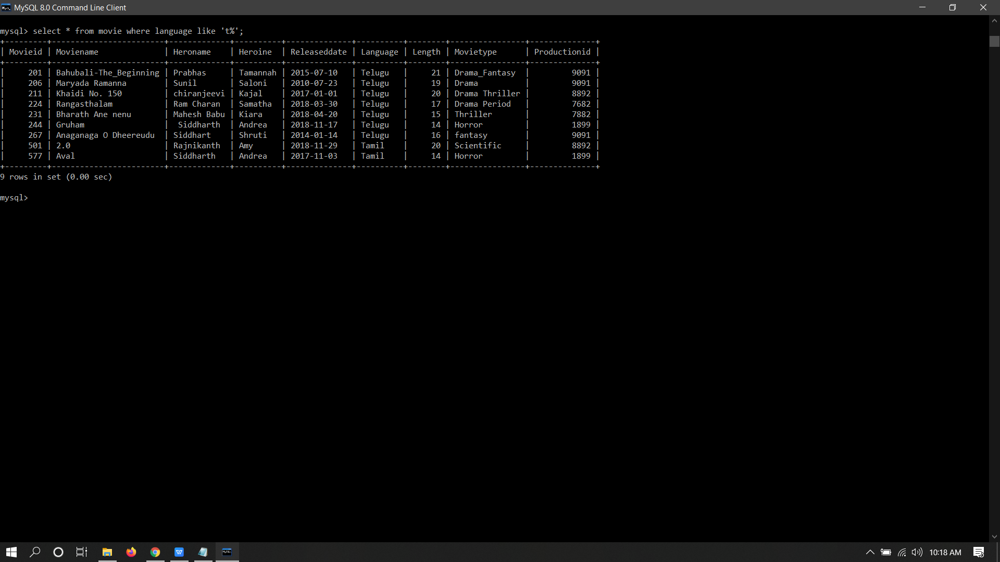 MySQL 8.0 Command Line Client
mysql> select * from movie where language like 't%';
+---------+------------------------+-------------+----------+--------------+----------+--------+----------------+--------------+
| Movieid | Moviename              | Heroname    | Heroine  | Releaseddate | Language | Length | Movietype      | Productionid |
+---------+------------------------+-------------+----------+--------------+----------+--------+----------------+--------------+
|     201 | Bahubali-The_Beginning | Prabhas     | Tamannah | 2015-07-10   | Telugu   |     21 | Drama_Fantasy  |         9091 |
|     206 | Maryada Ramanna        | Sunil       | Saloni   | 2010-07-23   | Telugu   |     19 | Drama          |         9091 |
|     211 | Khaidi No. 150         | chiranjeevi | Kajal    | 2017-01-01   | Telugu   |     20 | Drama Thriller |         8892 |
|     224 | Rangasthalam           | Ram Charan  | Samatha  | 2018-03-30   | Telugu   |     17 | Drama Period   |         7682 |
|     231 | Bharath Ane nenu       | Mahesh Babu | Kiara    | 2018-04-20   | Telugu   |     15 | Thriller       |         7882 |
|     244 | Gruham                 |  Siddharth  | Andrea   | 2018-11-17   | Telugu   |     14 | Horror         |         1899 |
|     267 | Anaganaga O Dheereudu  | Siddhart    | Shruti   | 2014-01-14   | Telugu   |     16 | fantasy        |         9091 |
|     501 | 2.0                    | Rajnikanth  | Amy      | 2018-11-29   | Tamil    |     20 | Scientific     |         8892 |
|     577 | Aval                   | Siddharth   | Andrea   | 2017-11-03   | Tamil    |     14 | Horror         |         1899 |
+---------+------------------------+-------------+----------+--------------+----------+--------+----------------+--------------+
9 rows in set (0.00 sec)
mysql>
10:18 AM